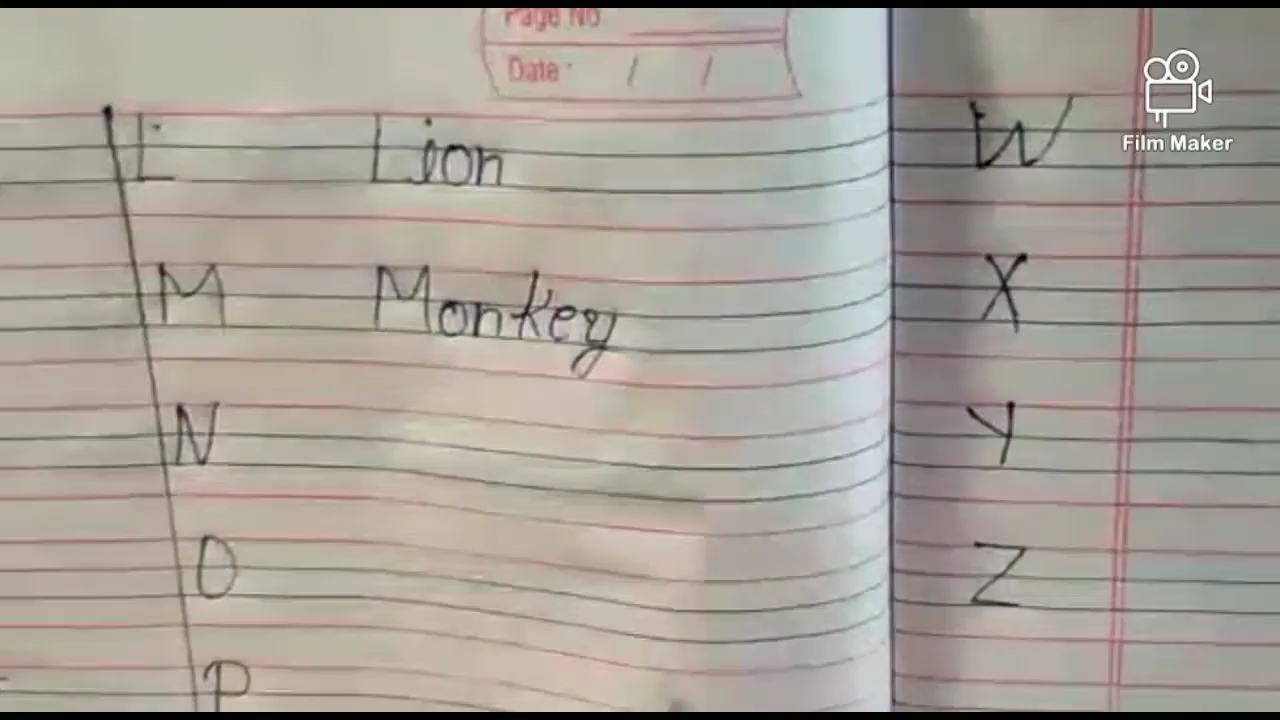 Page No
Date / /
L Lion
M Monkey
N
O
P
W
X
Y
Z
Film Maker